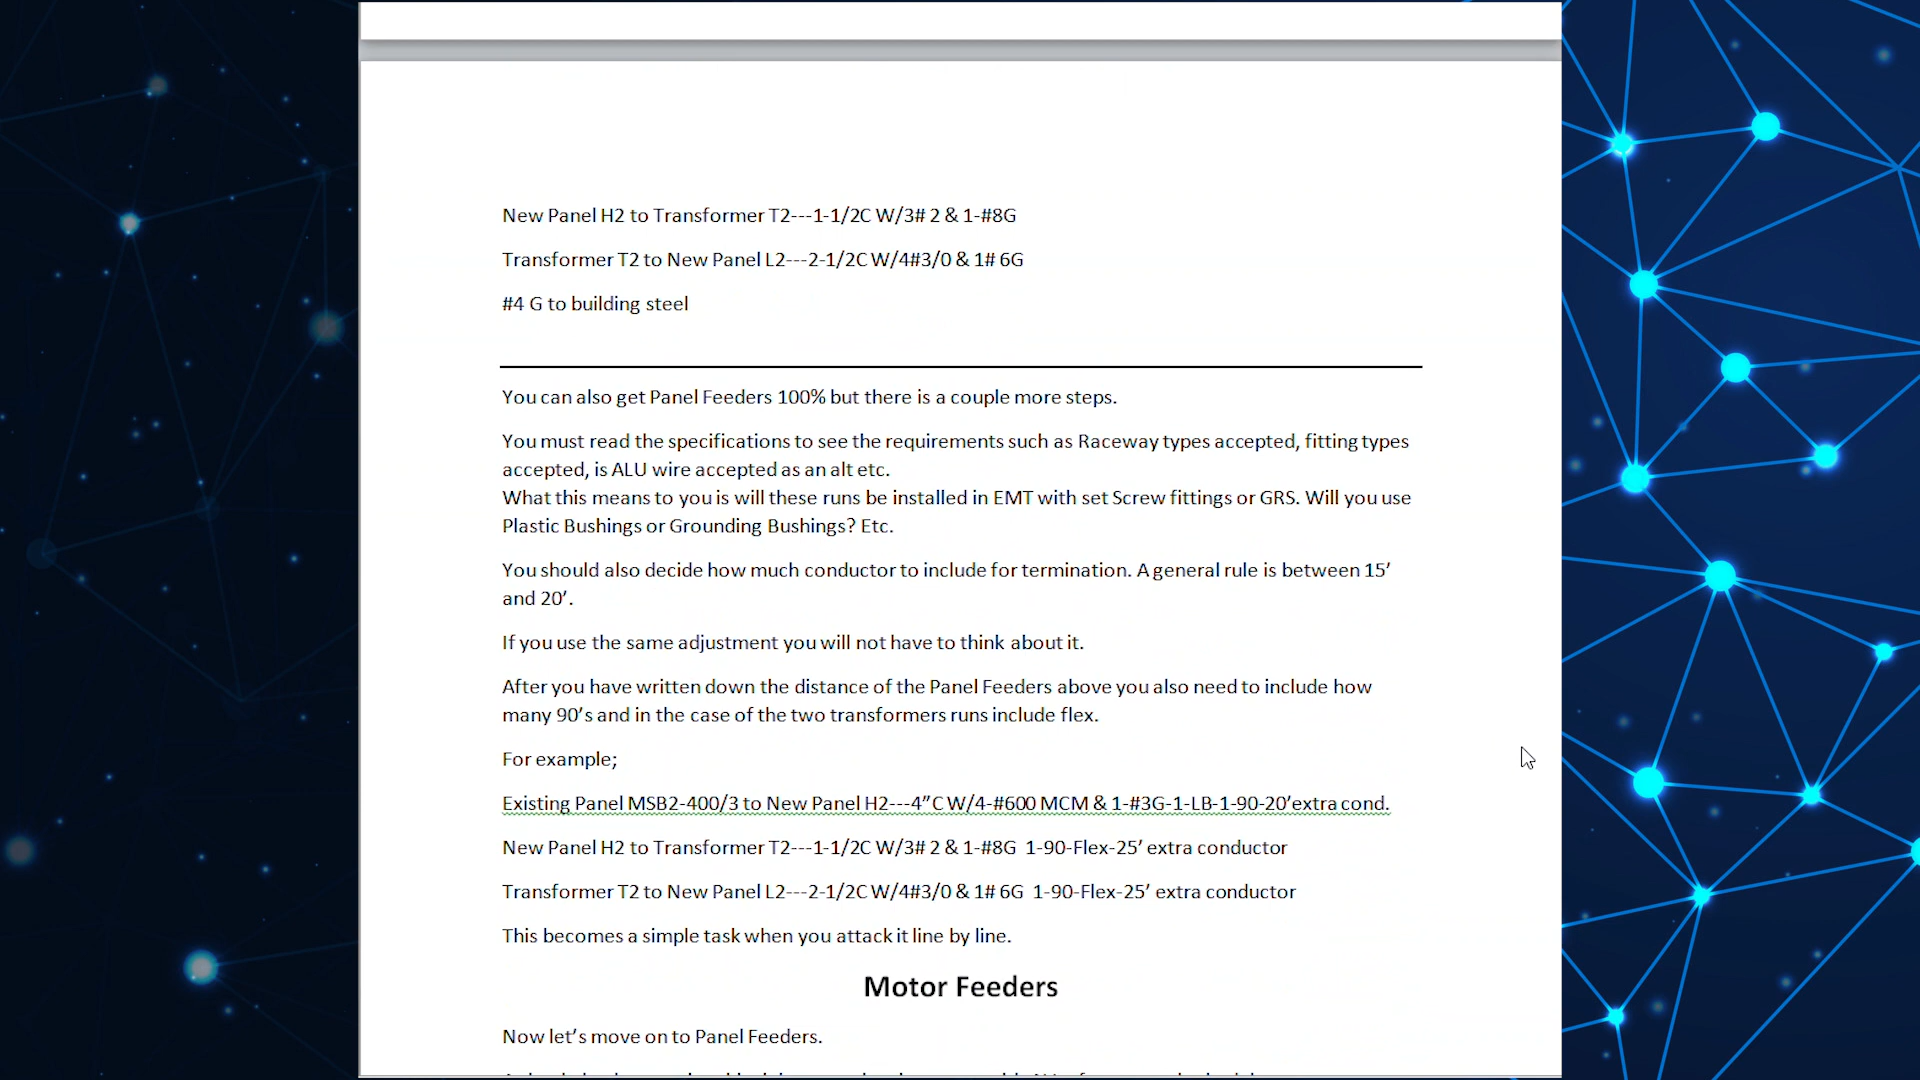 New Panel H2 to Transformer T2---1-1/2C W/3# 2 & 1-#8G
Transformer T2 to New Panel L2---2-1/2C W/4#3/0 & 1# 6G
#4 G to building steel
You can also get Panel Feeders 100% but there is a couple more steps.
You must read the specifications to see the requirements such as Raceway types accepted, fitting types
accepted, is ALU wire accepted as an alt etc.
What this means to you is will these runs be installed in EMT with set Screw fittings or GRS. Will you use
Plastic Bushings or Grounding Bushings? Etc.
You should also decide how much conductor to include for termination. A general rule is between 15’
and 20’.
If you use the same adjustment you will not have to think about it.
After you have written down the distance of the Panel Feeders above you also need to include how
many 90’s and in the case of the two transformers runs include flex.
For example;
Existing Panel MSB2-400/3 to New Panel H2---4”C W/4-#600 MCM & 1-#3G-1-LB-1-90-20’extra cond.
New Panel H2 to Transformer T2---1-1/2C W/3# 2 & 1-#8G 1-90-Flex-25’ extra conductor
Transformer T2 to New Panel L2---2-1/2C W/4#3/0 & 1# 6G 1-90-Flex-25’ extra conductor
This becomes a simple task when you attack it line by line.
Motor Feeders
Now let’s move on to Panel Feeders.